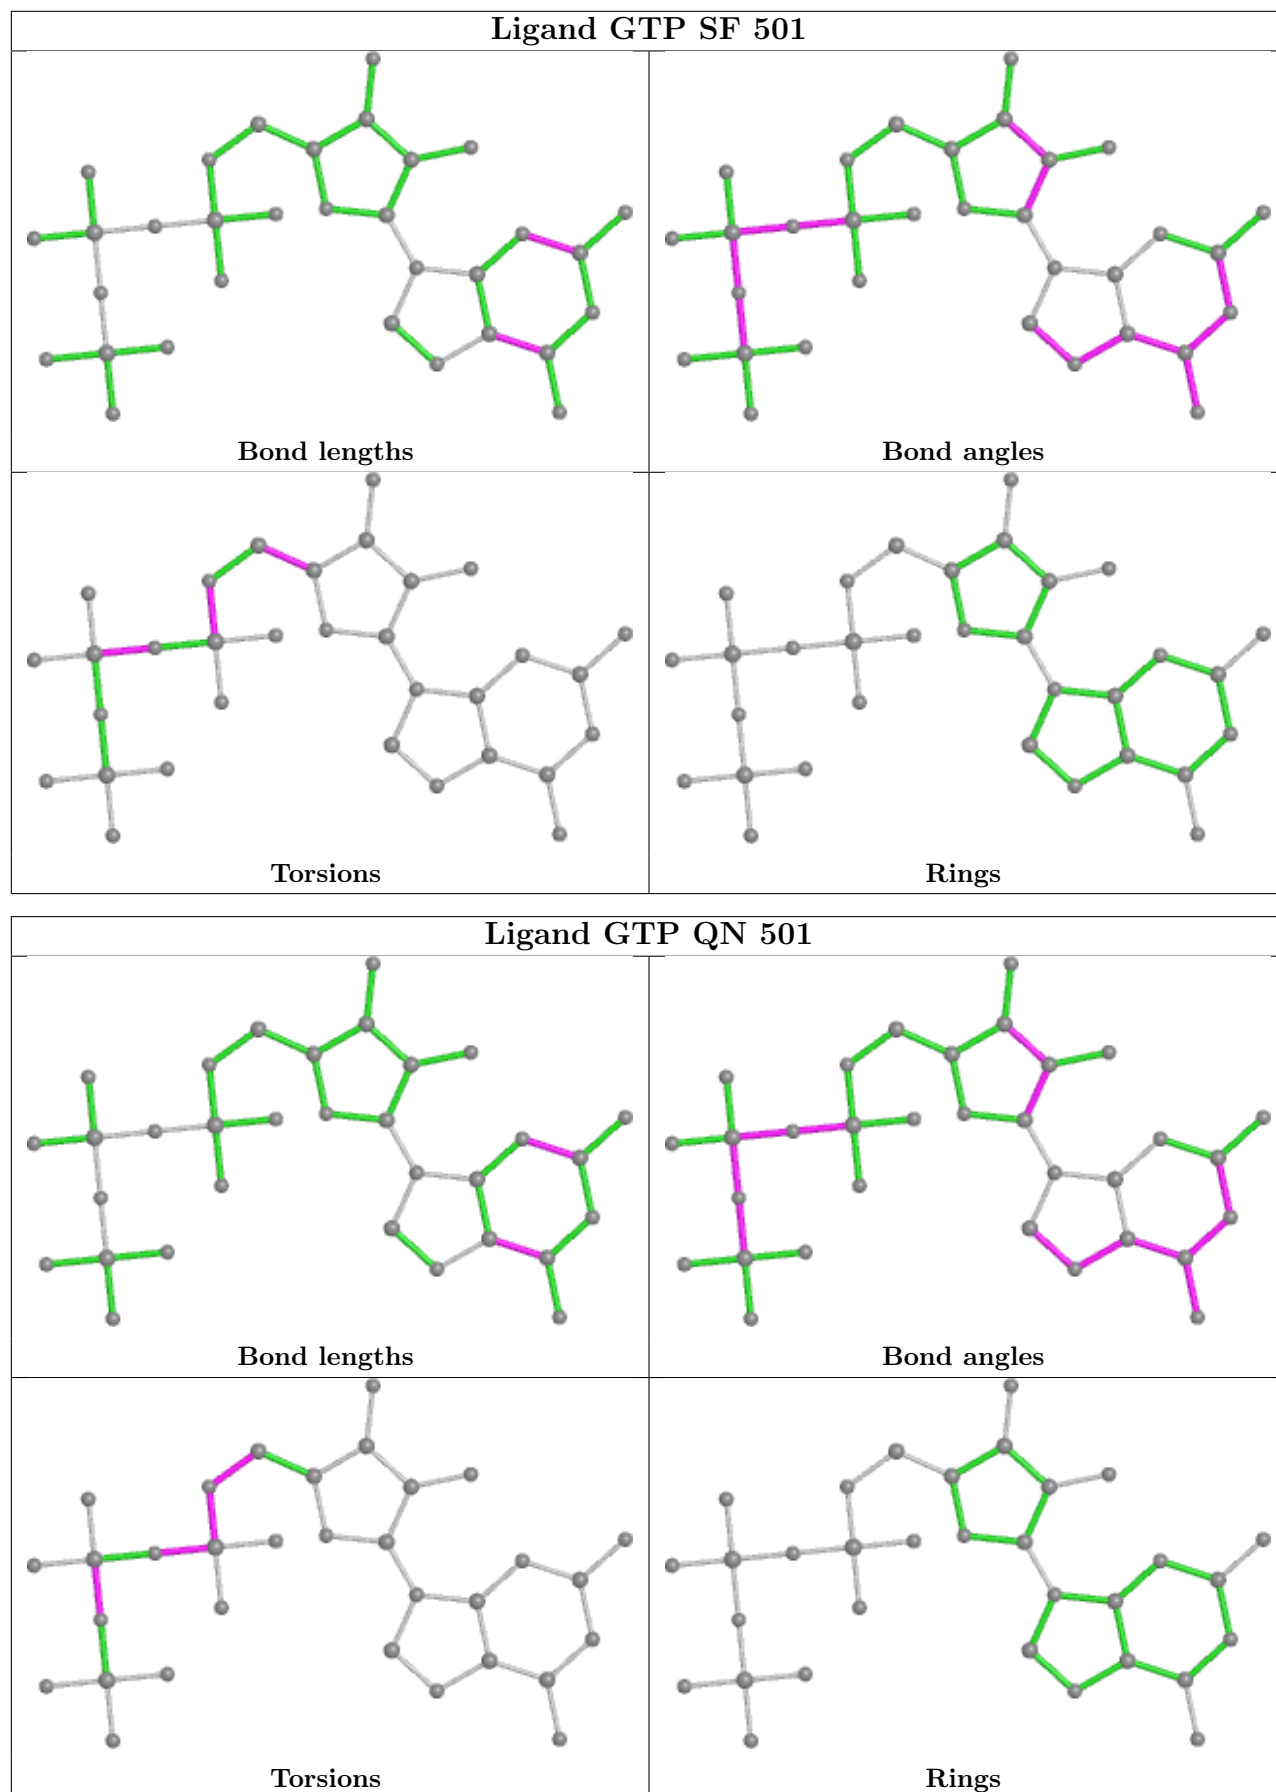 Ligand GTP SF 501
Bond lengths
Bond angles
Torsions
Rings
Ligand GTP QN 501
Bond lengths
Bond angles
Torsions
Rings